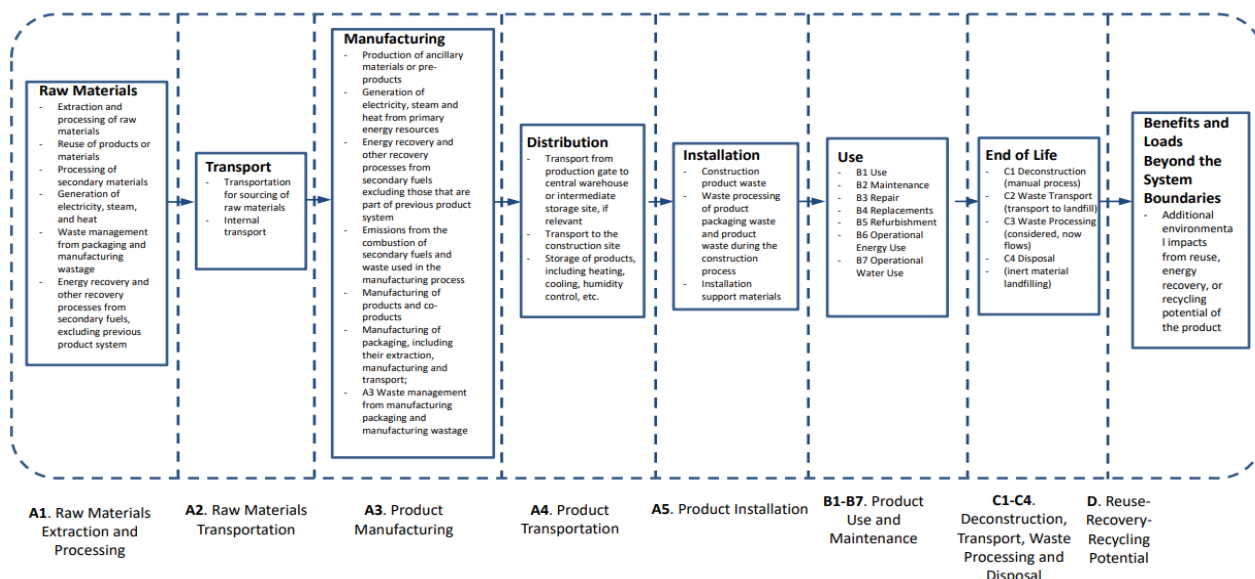 Raw Materials
- Extraction and
processing of raw
materials
- Reuse of products or
materials
- Processing of
secondary materials
- Generation of
electricity, steam, and
heat
- Waste management
from packaging and
manufacturing
wastage
- Energy recovery and
other recovery
processes from
secondary fuels,
excluding previous
product system
Transport
- Transportation
for sourcing of
raw materials
- Internal
transport
Manufacturing
- Production of ancillary
materials or pre-
products
- Generation of
electricity, steam and
heat from primary
energy resources
- Energy recovery and
other recovery
processes from
secondary fuels
excluding those that are
part of previous product
system
- Emissions from the
combustion of
secondary fuels and
waste used in the
manufacturing process
- Manufacturing of
products and co-
products
- Manufacturing of
packaging, including
their extraction,
manufacturing and
transport;
- A3 Waste management
from manufacturing
packaging and
manufacturing wastage
Distribution
- Transport from
production gate to
central warehouse
or intermediate
storage site, if
relevant
- Transport to the
construction site
- Storage of products,
including heating,
cooling, humidity
control, etc.
Installation
- Construction
product waste
- Waste processing
of product
packaging waste
and product
waste during the
construction
process
- Installation
support materials
Use
- B1 Use
- B2 Maintenance
- B3 Repair
- B4 Replacements
- B5 Refurbishment
- B6 Operational
Energy Use
- B7 Operational
Water Use
End of Life
- C1 Deconstruction
(manual process)
- C2 Waste Transport
(transport to landfill)
- C3 Waste Processing
(considered, now
flows)
- C4 Disposal
- (inert material
landfilling)
Benefits and
Loads
Beyond the
System
Boundaries
- Additional
environmenta
l impacts
from reuse,
energy
recovery, or
recycling
potential of
the product
A1. Raw Materials
Extraction and
Processing
A2. Raw Materials
Transportation
A3. Product
Manufacturing
A4. Product
Transportation
A5. Product Installation
B1-B7. Product
Use and
Maintenance
C1-C4.
Deconstruction,
Transport, Waste
Processing and
Disposal
D. Reuse-
Recovery-
Recycling
Potential